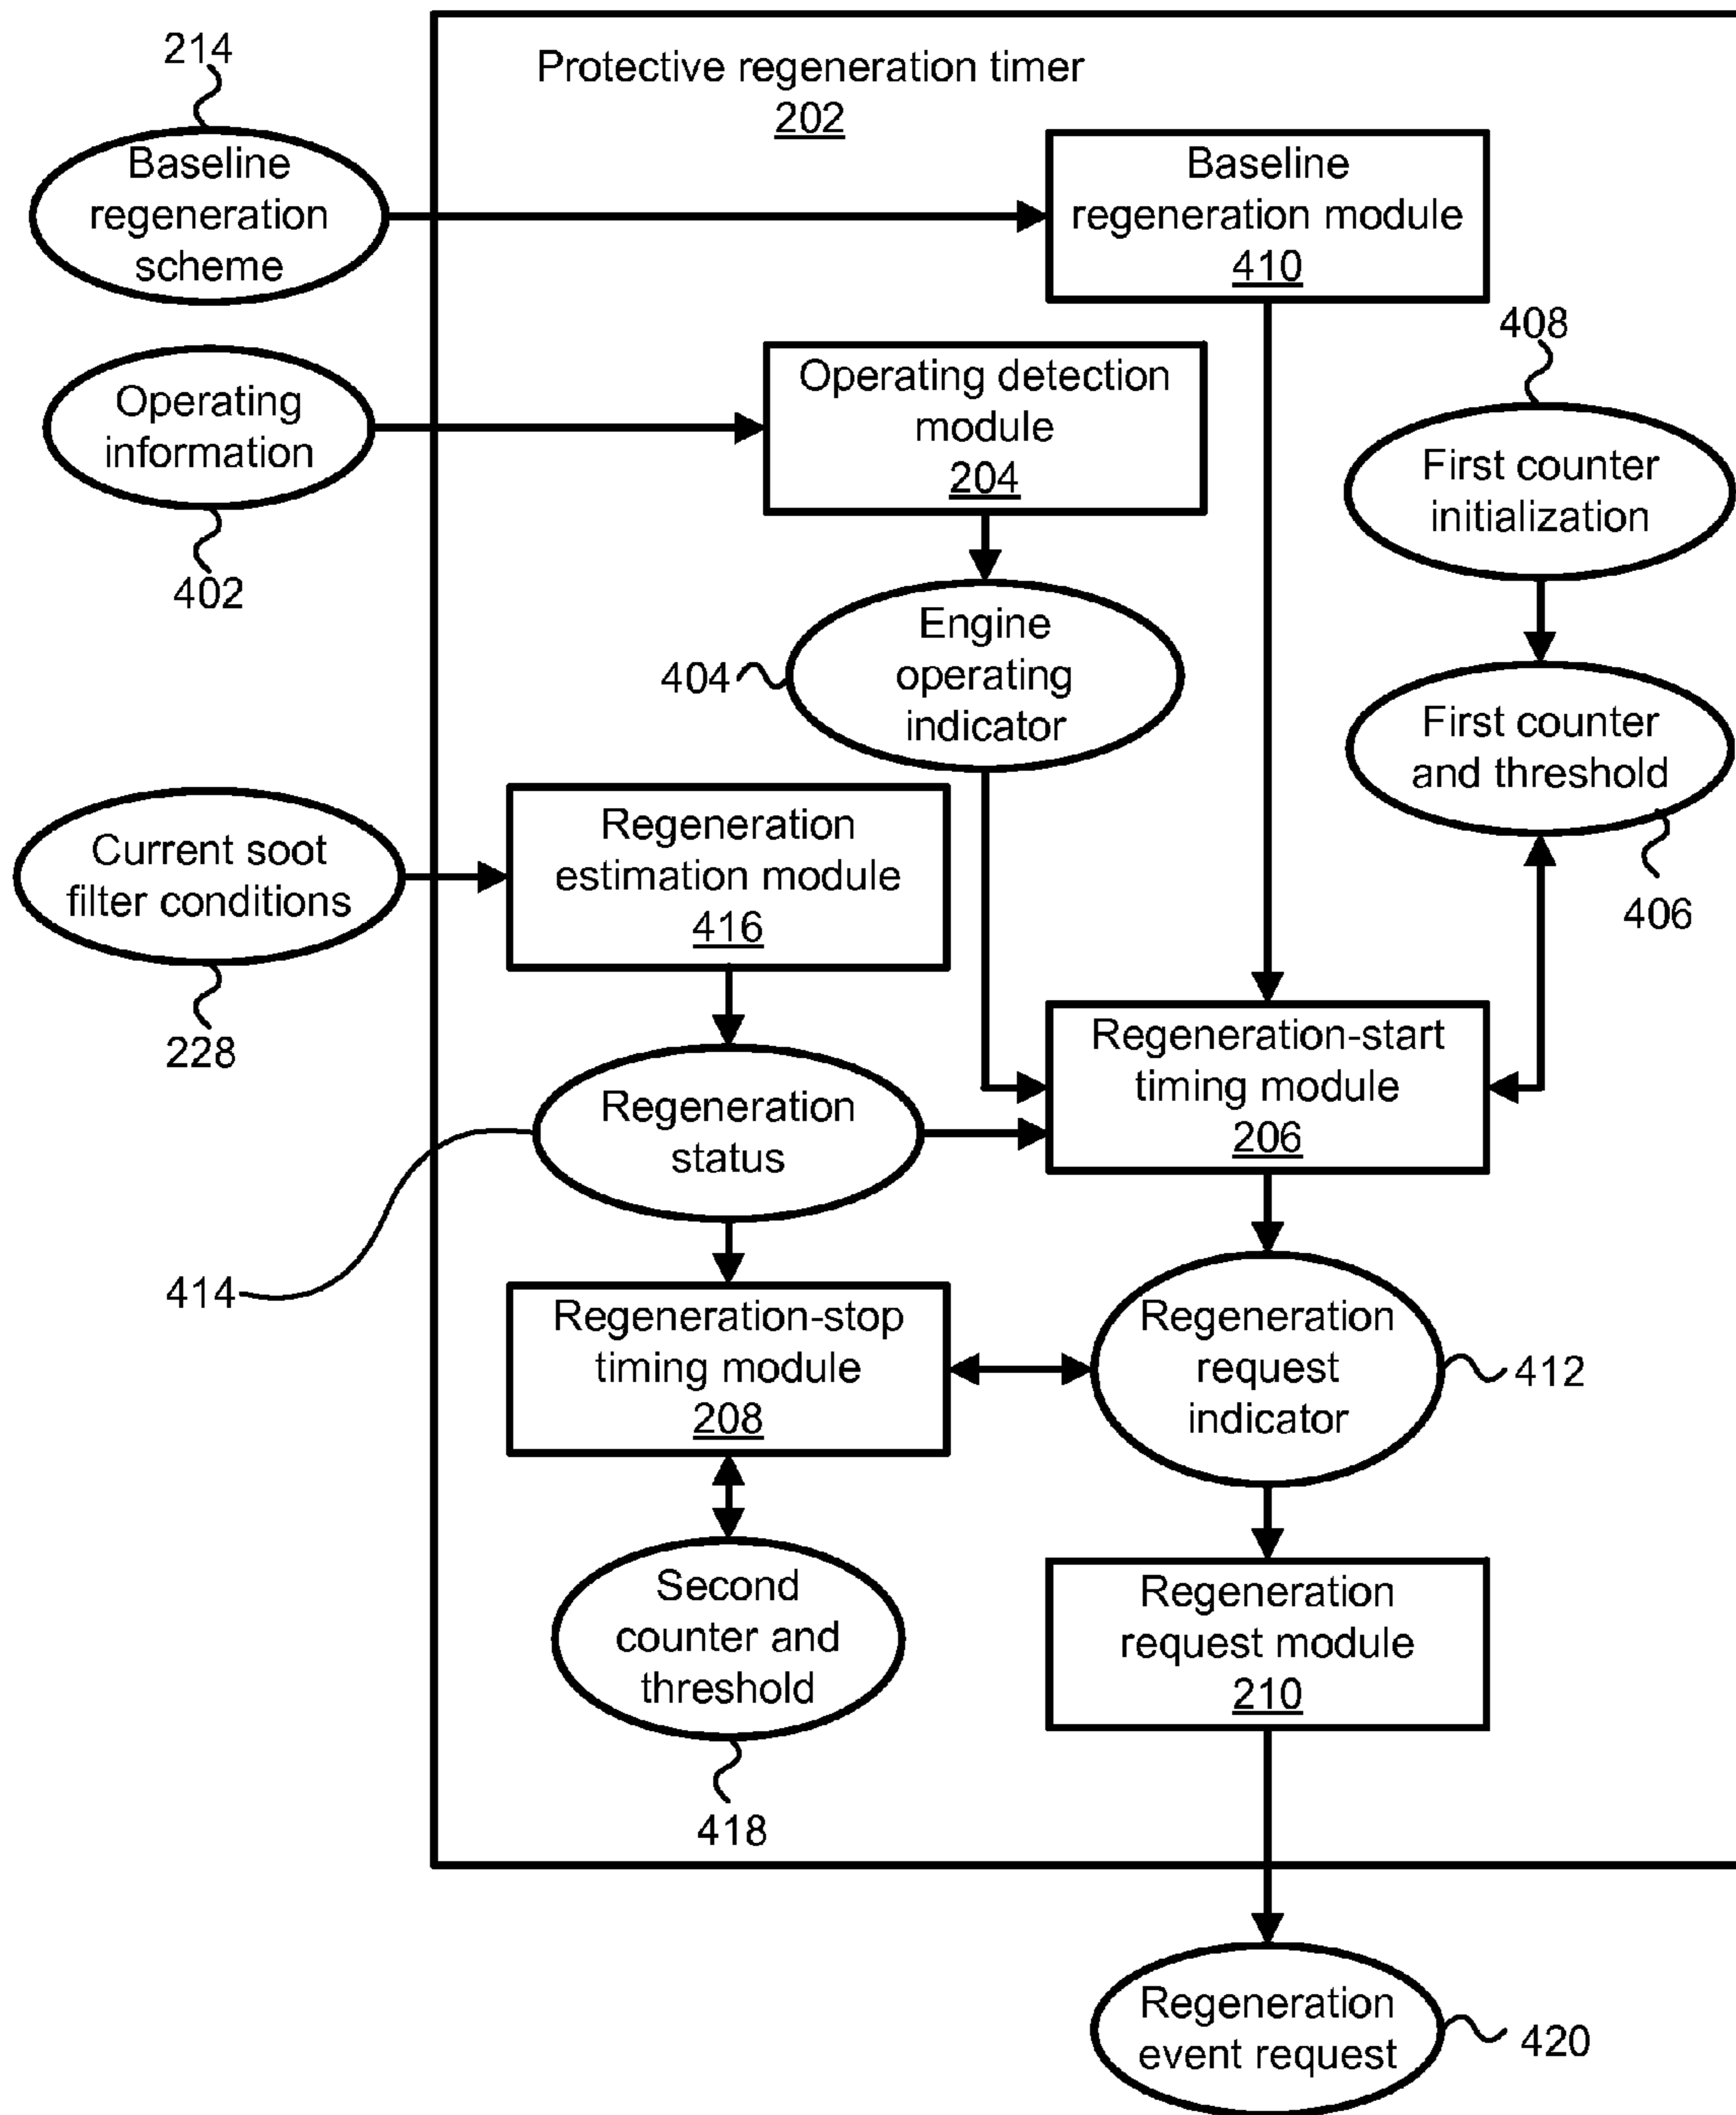 214
Protective regeneration timer
202
Baseline
regeneration
scheme
Baseline
regeneration module
410
408
Operating
information
402
Operating detection
module
204
First counter
initialization
Engine
operating
indicator
404
First counter
and threshold
406
Current soot
filter conditions
228
Regeneration
estimation module
416
Regeneration-start
timing module
206
Regeneration
status
414
Regeneration-stop
timing module
208
Regeneration
request
indicator
412
Second
counter and
threshold
418
Regeneration
request module
210
Regeneration
event request
420